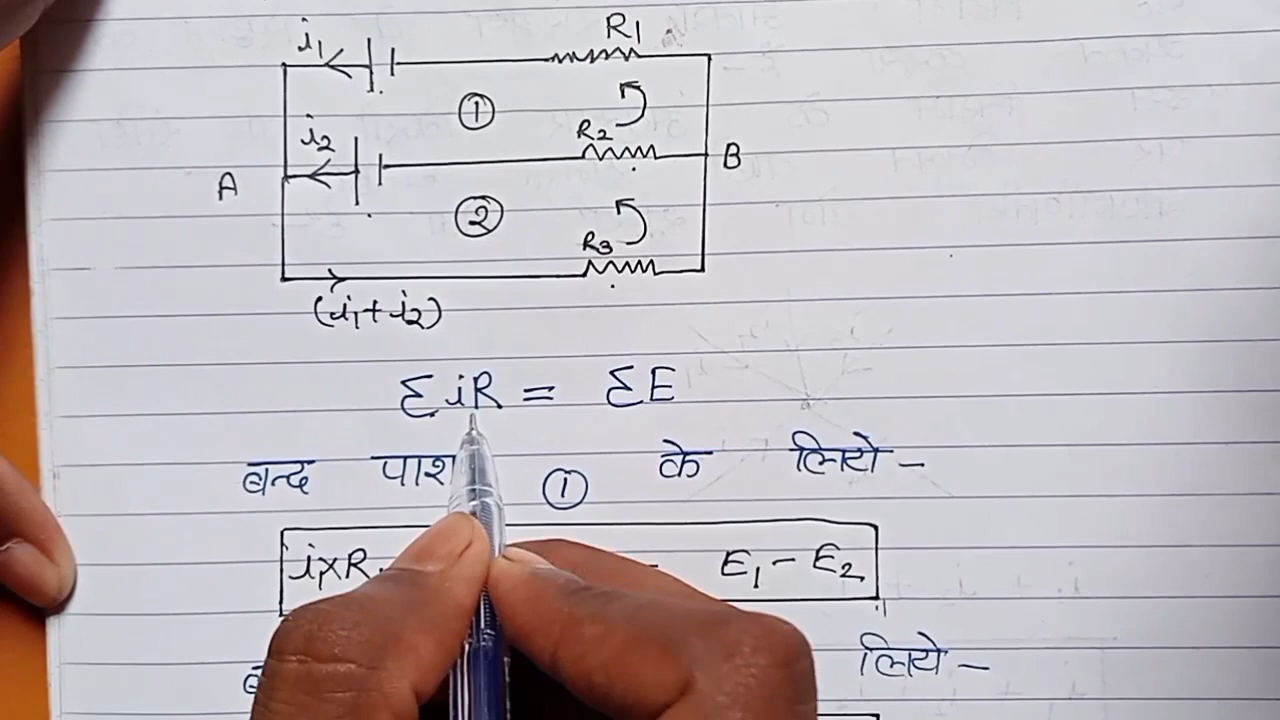 R1
i1
①
i2
R2
A
B
②
R3
(i1+i2)
ΣiR = ΣE
बन्द पाश ① के लिये -
i1×R E1 - E2
लिये -